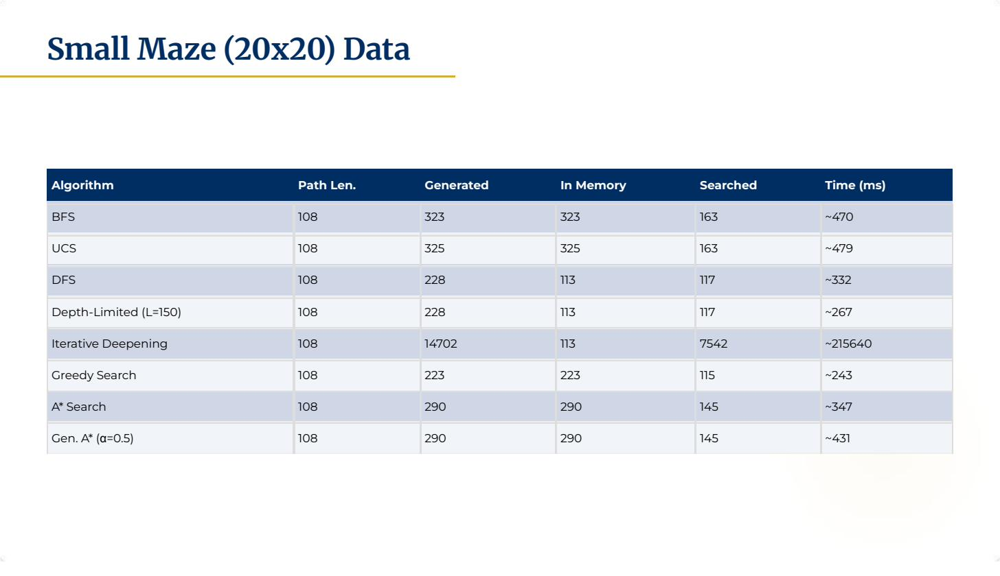 Small Maze (20x20) Data
Algorithm Path Len. Generated In Memory Searched Time (ms)
BFS 108 323 323 163 ~470
UCS 108 325 325 163 ~479
DFS 108 228 113 117 ~332
Depth-Limited (L=150) 108 228 113 117 ~267
Iterative Deepening 108 14702 113 7542 ~215640
Greedy Search 108 223 223 115 ~243
A* Search 108 290 290 145 ~347
Gen. A* (α=0.5) 108 290 290 145 ~431